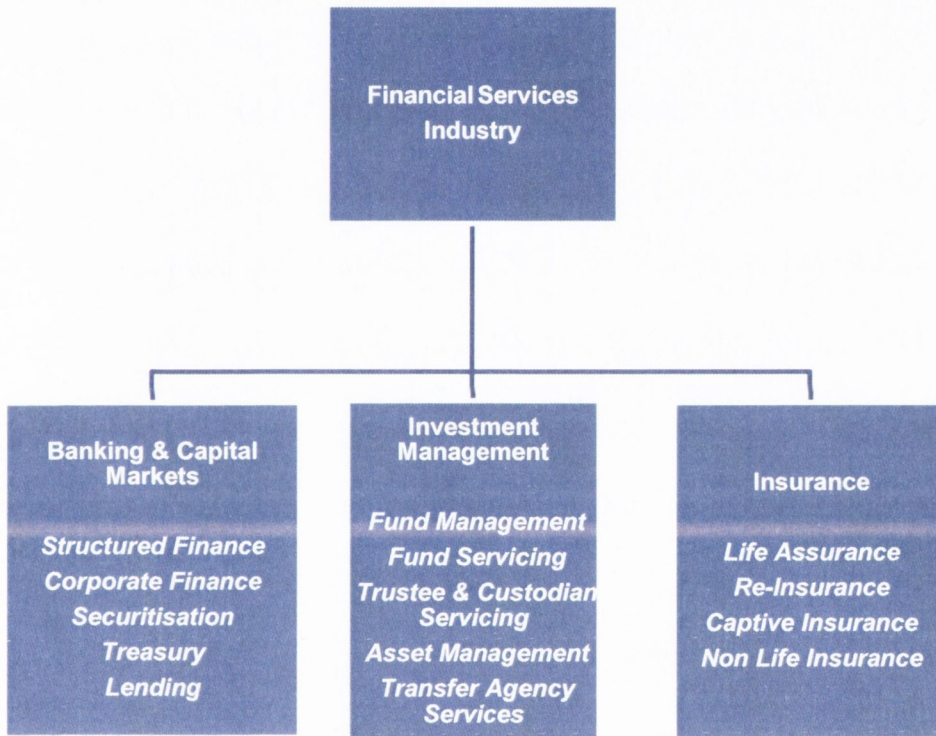 Financial Services
Industry
Banking & Capital
Markets
Structured Finance
Corporate Finance
Securitisation
Treasury
Lending
Investment
Management
Fund Management
Fund Servicing
Trustee & Custodian
Servicing
Asset Management
Transfer Agency
Services
Insurance
Life Assurance
Re-Insurance
Captive Insurance
Non Life Insurance